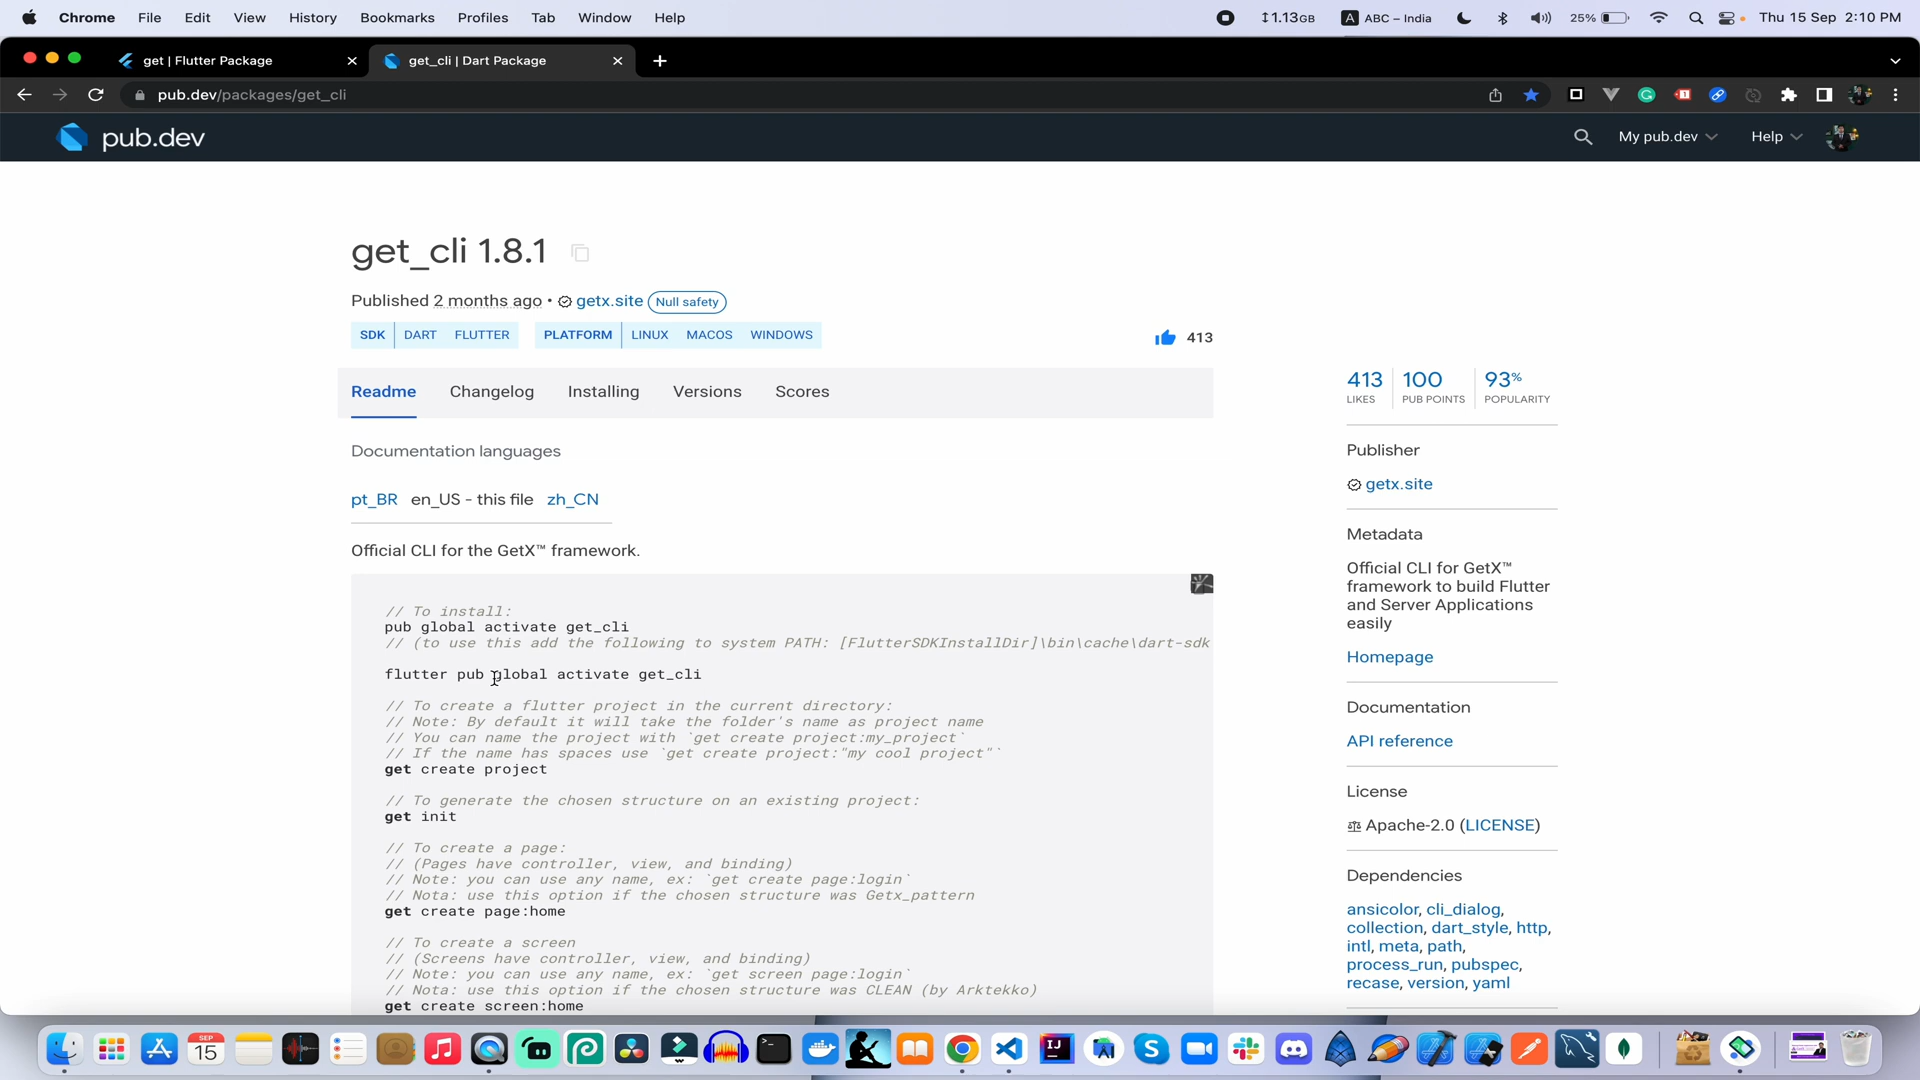 Chrome File Edit View History Bookmarks Profiles Tab Window Help 1.13GB A ABC – India 25% Thu 15 Sep 2:10 PM
get | Flutter Package get_cli | Dart Package
pub.dev/packages/get_cli
pub.dev My pub.dev Help
get_cli 1.8.1
Published 2 months ago • getx.site Null safety
SDK DART FLUTTER PLATFORM LINUX MACOS WINDOWS
413
Readme Changelog Installing Versions Scores
Documentation languages
pt_BR en_US - this file zh_CN
Official CLI for the GetX™ framework.
// To install:
pub global activate get_cli
// (to use this add the following to system PATH: [FlutterSDKInstallDir]\bin\cache\dart-sdk
flutter pub global activate get_cli
// To create a flutter project in the current directory:
// Note: By default it will take the folder's name as project name
// You can name the project with `get create project:my_project`
// If the name has spaces use `get create project:"my cool project"`
get create project
// To generate the chosen structure on an existing project:
get init
// To create a page:
// (Pages have controller, view, and binding)
// Note: you can use any name, ex: `get create page:login`
// Nota: use this option if the chosen structure was Getx_pattern
get create page:home
// To create a screen
// (Screens have controller, view, and binding)
// Note: you can use any name, ex: `get screen page:login`
// Nota: use this option if the chosen structure was CLEAN (by Arktekko)
get create screen:home
413 100 93%
LIKES PUB POINTS POPULARITY
Publisher
getx.site
Metadata
Official CLI for GetX™
framework to build Flutter
and Server Applications
easily
Homepage
Documentation
API reference
License
Apache-2.0 (LICENSE)
Dependencies
ansicolor, cli_dialog,
collection, dart_style, http,
intl, meta, path,
process_run, pubspec,
recase, version, yaml
SEP
15